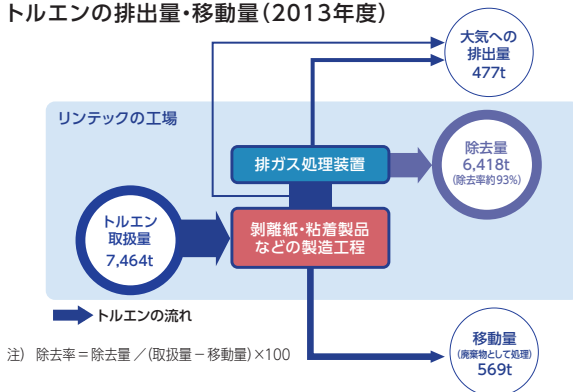 トルエンの排出量・移動量（2013年度）
大気への
排出量
477t
リンテックの工場
排ガス処理装置
除去量
6,418t
（除去率約93%）
トルエン
取扱量
7,464t
剥離紙・粘着製品
などの製造工程
トルエンの流れ
注） 除去率＝除去量／（取扱量－移動量）×100
移動量
（廃棄物として処理）
569t